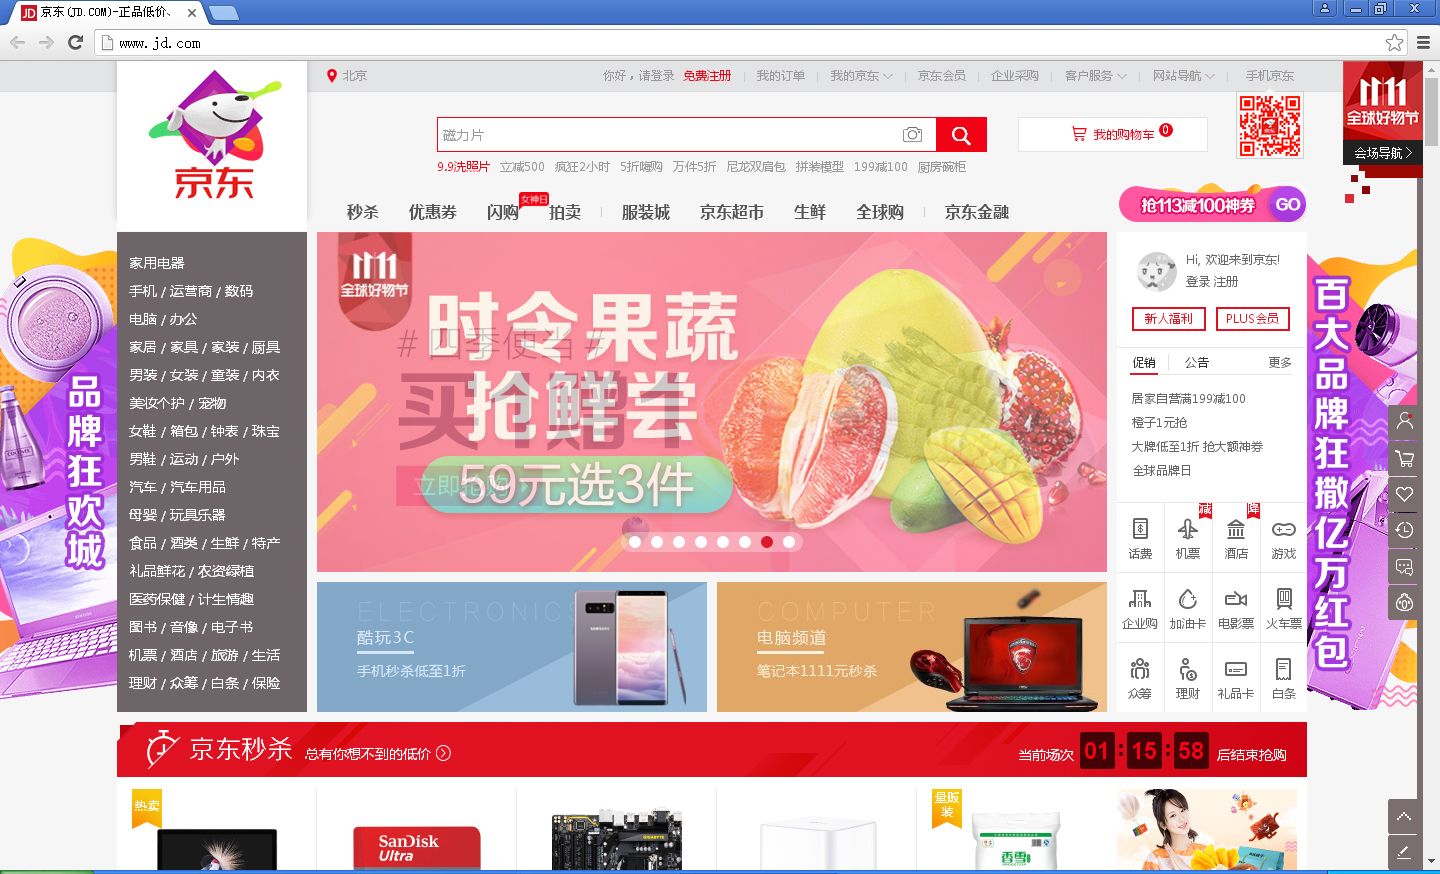 京东(JD.COM)-正品低价、
www.jd.com
北京
你好，请登录 免费注册 我的订单 我的京东 京东会员 企业采购 客户服务 网站导航 手机京东
京东
磁力片
我的购物车 0
9.9洗照片 立减500 疯狂2小时 5折嗨购 万件5折 尼龙双肩包 拼装模型 199减100 厨房碗柜
女神日
秒杀 优惠券 闪购 拍卖 服装城 京东超市 生鲜 全球购 京东金融
抢113减100神券 GO
11.11
全球好物节
会场导航
家用电器
手机 / 运营商 / 数码
电脑 / 办公
家居 / 家具 / 家装 / 厨具
男装 / 女装 / 童装 / 内衣
美妆个护 / 宠物
女鞋 / 箱包 / 钟表 / 珠宝
男鞋 / 运动 / 户外
汽车 / 汽车用品
母婴 / 玩具乐器
食品 / 酒类 / 生鲜 / 特产
礼品鲜花 / 农资绿植
医药保健 / 计生情趣
图书 / 音像 / 电子书
机票 / 酒店 / 旅游 / 生活
理财 / 众筹 / 白条 / 保险
品牌狂欢城
11.11
全球好物节
时令果蔬
#四季便当#
抢鲜尝
59元选3件
立即抢购
ELECTRONICS
酷玩3C
手机秒杀低至1折
COMPUTER
电脑频道
笔记本1111元秒杀
Hi, 欢迎来到京东!
登录 注册
新人福利 PLUS会员
促销 公告 更多
居家自营满199减100
橙子1元抢
大牌低至1折 抢大额神券
全球品牌日
减 降
话费 机票 酒店 游戏
企业购 加油卡 电影票 火车票
众筹 理财 礼品卡 白条
百大品牌狂撒亿万红包
京东秒杀 总有你想不到的低价
当前场次 01:15:58 后结束抢购
热卖
量贩装
SanDisk
Ultra
GIGABYTE
香雪